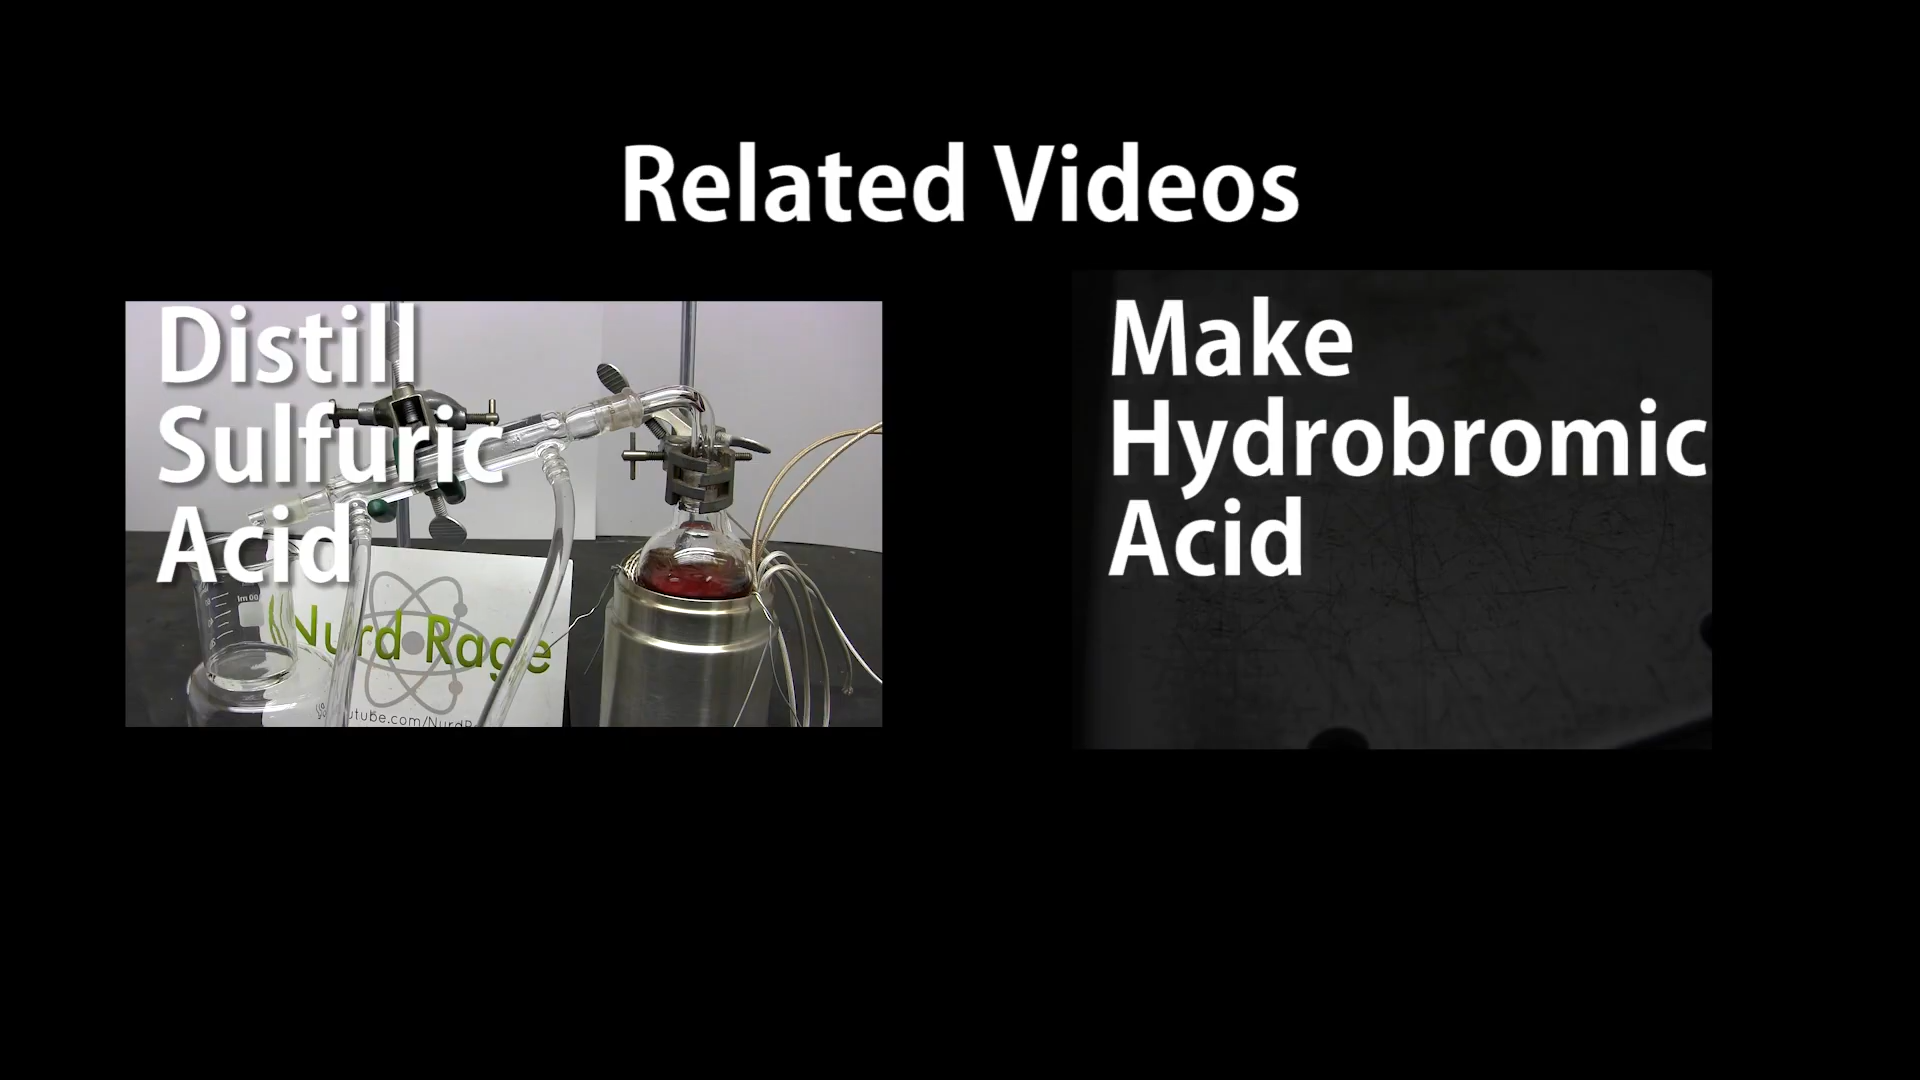 Related Videos
Distill
Sulfuric
Acid
Make
Hydrobromic
Acid
Nurd Rage